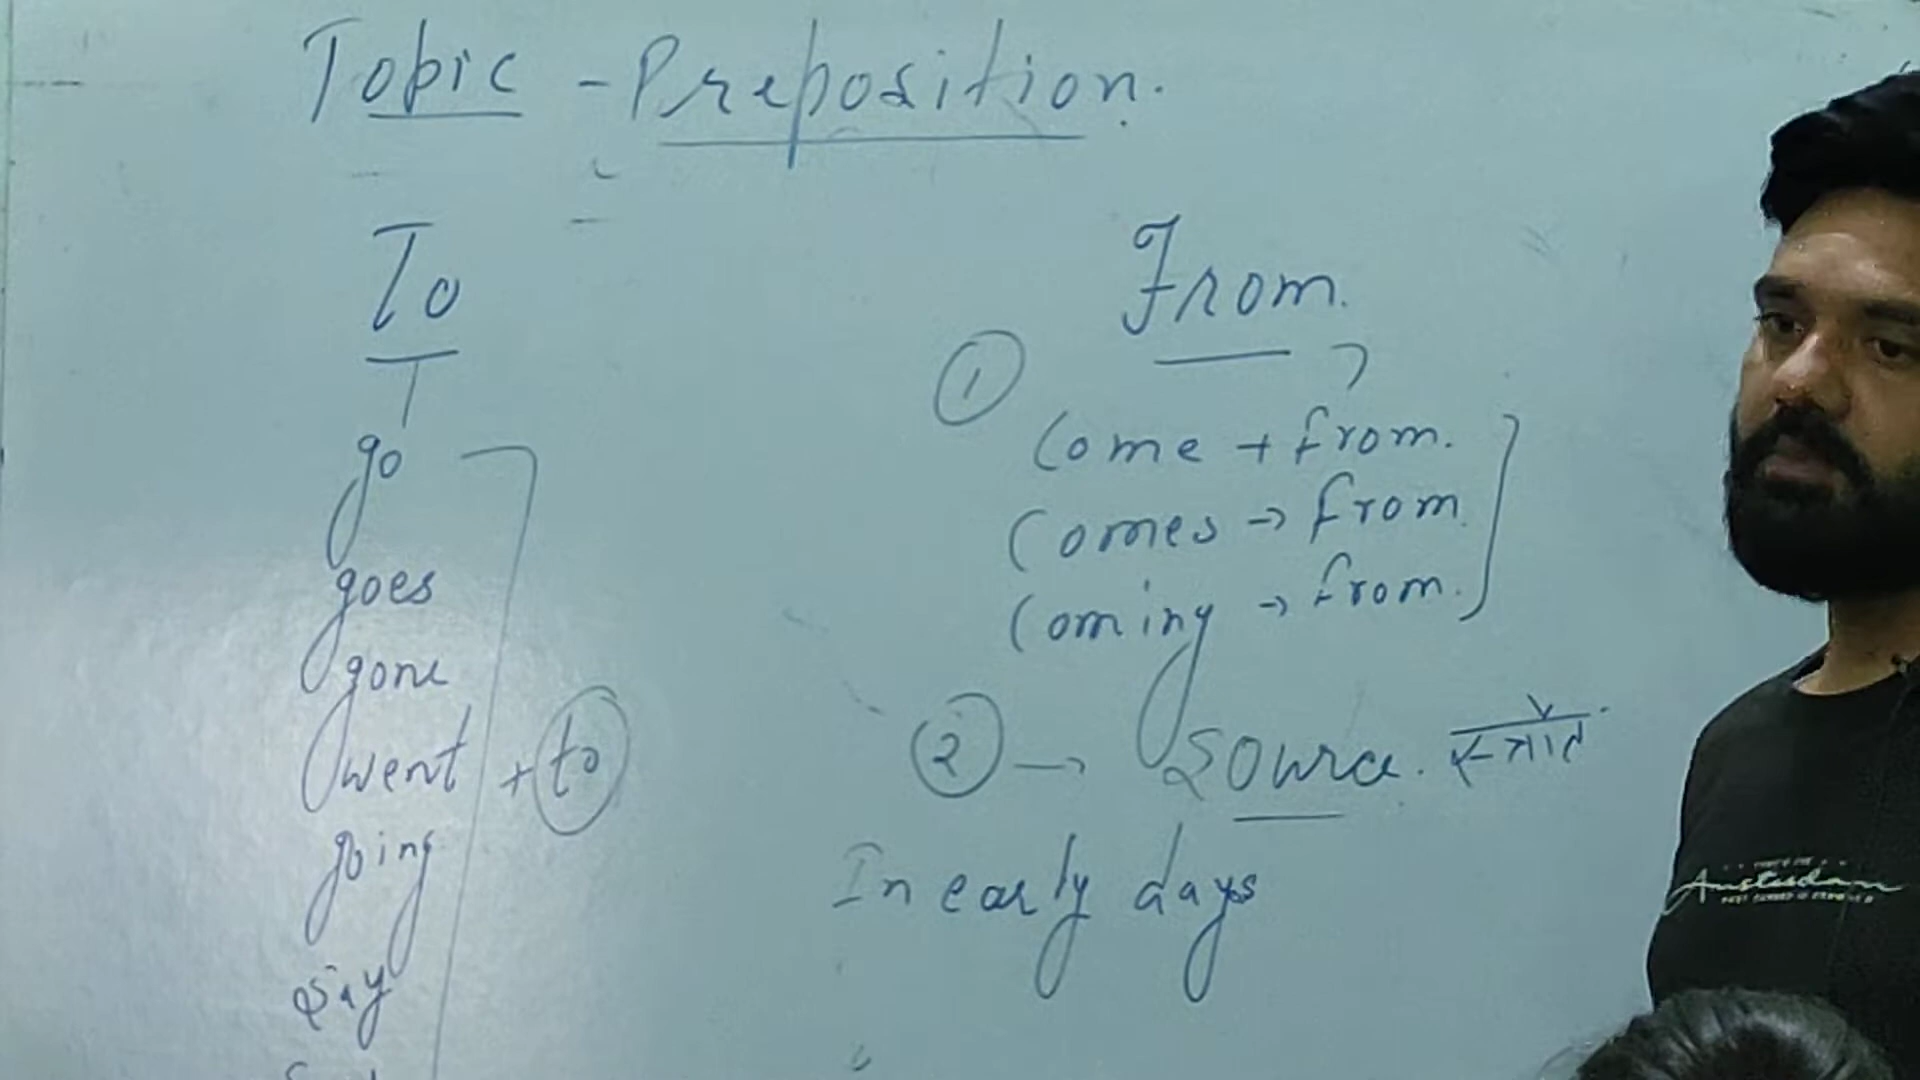 Topic - Preposition.
To
go
goes
gone
went + to
going
say
From.
①
Come + from.
Comes → from
Coming → from.
② → Source. स्त्रोत
In early days